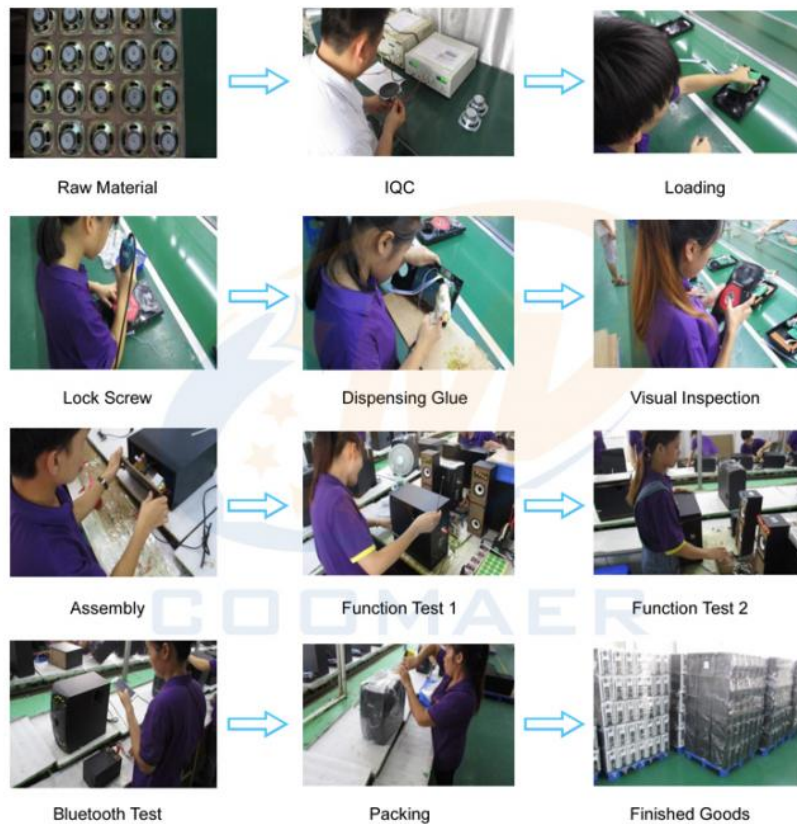 Raw Material
IQC
Loading
Lock Screw
Dispensing Glue
Visual Inspection
Assembly
Function Test 1
Function Test 2
COOMAER
Bluetooth Test
Packing
Finished Goods